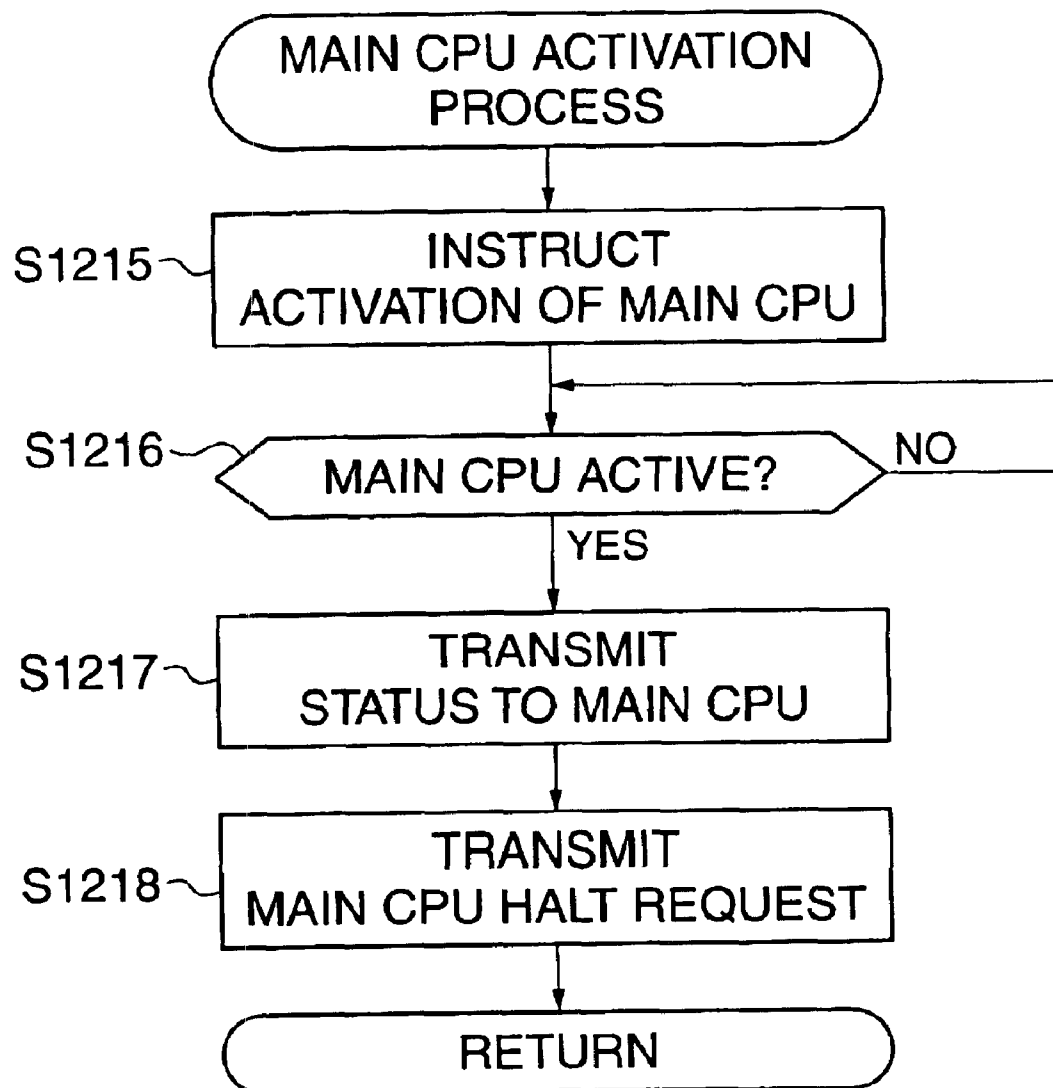 MAIN CPU ACTIVATION
PROCESS
S1215
INSTRUCT
ACTIVATION OF MAIN CPU
S1216
MAIN CPU ACTIVE?
NO
YES
S1217
TRANSMIT
STATUS TO MAIN CPU
S1218
TRANSMIT
MAIN CPU HALT REQUEST
RETURN